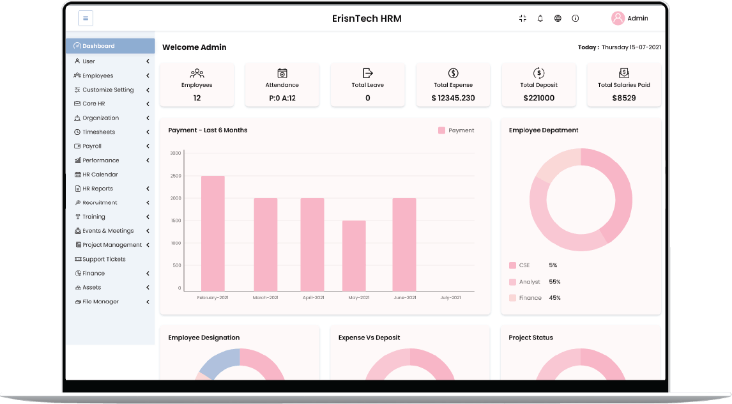 ErisnTech HRM
Admin
Dashboard
User
Employees
Customize Setting
Core HR
Organization
Timesheets
Payroll
Performance
HR Calendar
HR Reports
Recruitment
Training
Events & Meetings
Project Management
Support Tickets
Finance
Assets
File Manager
Welcome Admin
Today : Thursday 15-07-2021
Employees
12
Attendance
P:0 A:12
Total Leave
0
Total Expense
$ 12345.230
Total Deposit
$221000
Total Salaries Paid
$8529
Payment - Last 6 Months
Payment
3000
2500
2000
1500
1000
500
0
February-2021
March-2021
April-2021
May-2021
June-2021
July-2021
Employee Depatment
CSE 5%
Analyst 55%
Finance 45%
Employee Designation
Expense Vs Deposit
Project Status